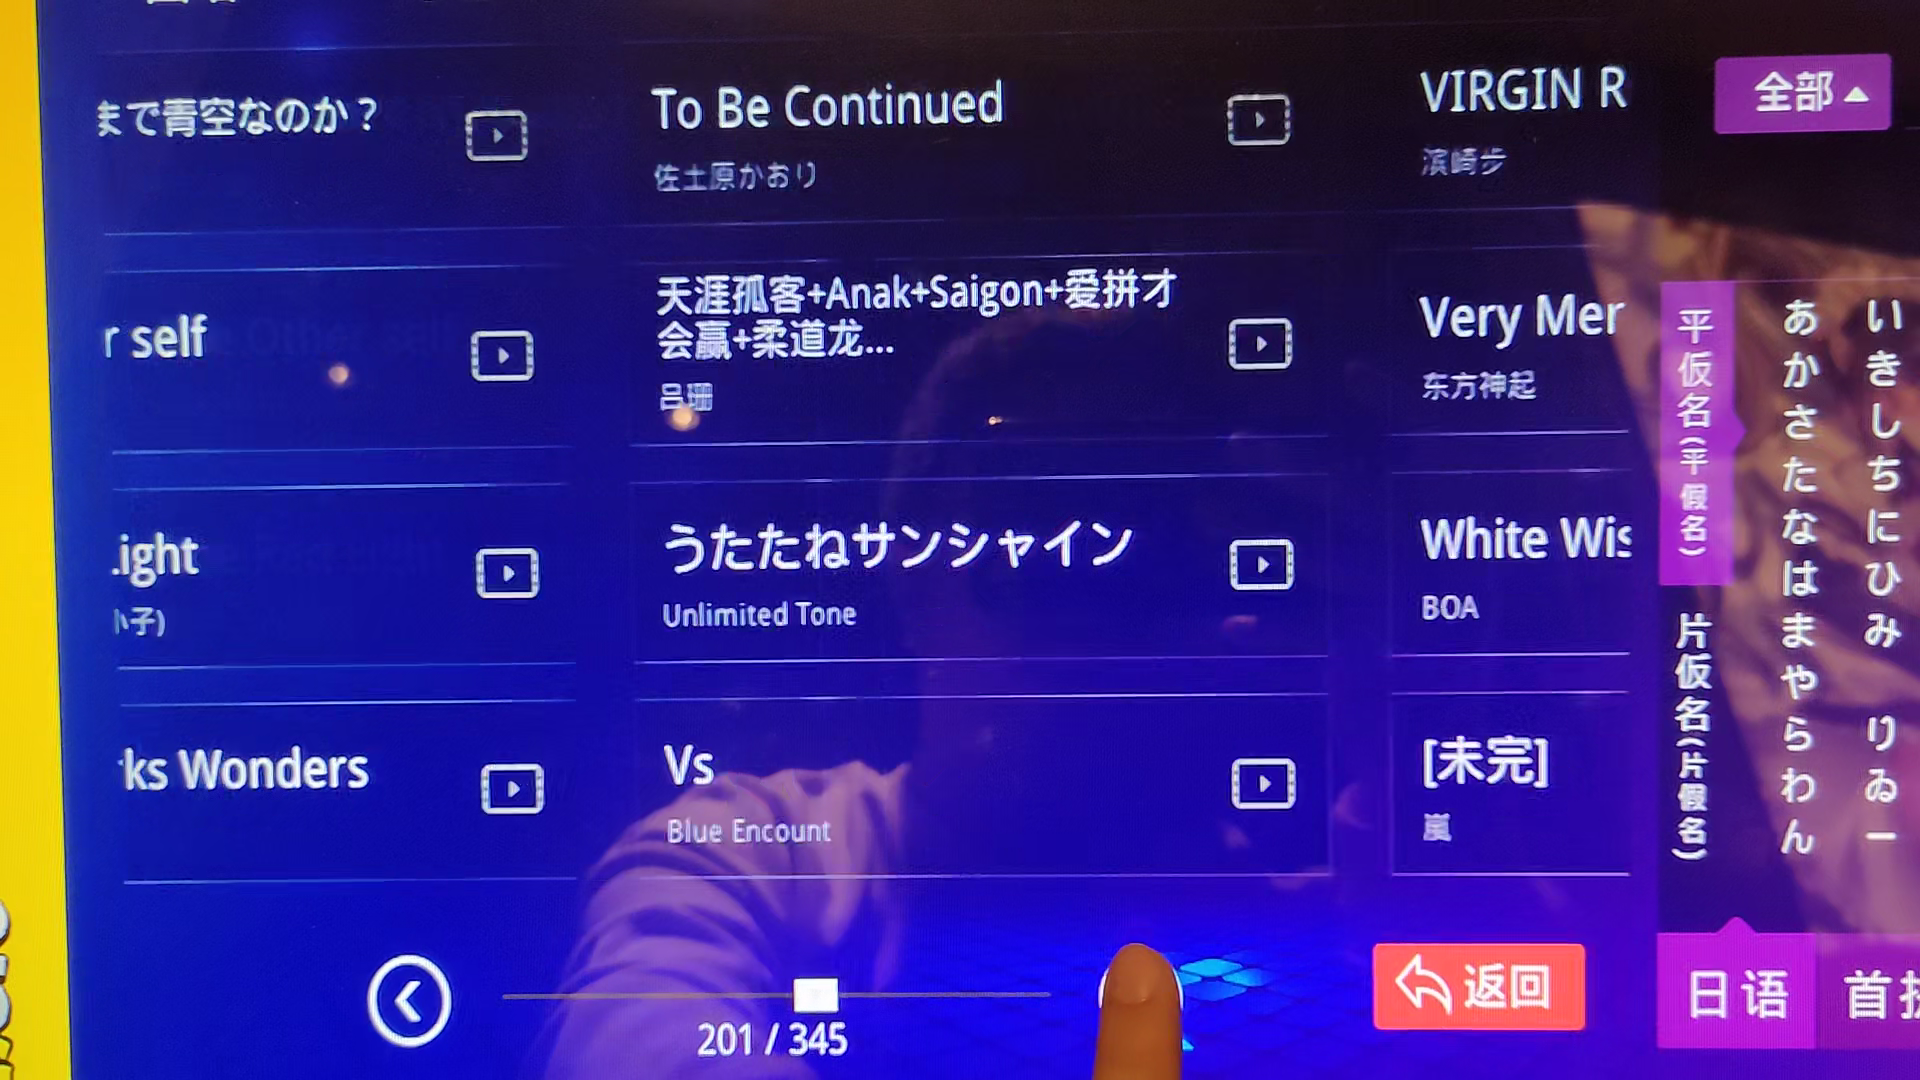 まで青空なのか？
r self
ight
小子)
ks Wonders
To Be Continued
佐土原かおり
天涯孤客+Anak+Saigon+爱拼才
会赢+柔道龙...
吕珊
うたたねサンシャイン
Unlimited Tone
Vs
Blue Encount
VIRGIN R
滨崎步
Very Mer
东方神起
White Wis
BOA
[未完]
嵐
201 / 345
返回
全部
平仮名(平假名)
片仮名(片假名)
あかさたなはまやらわん
いきしちにひみ りゐー
日语
首